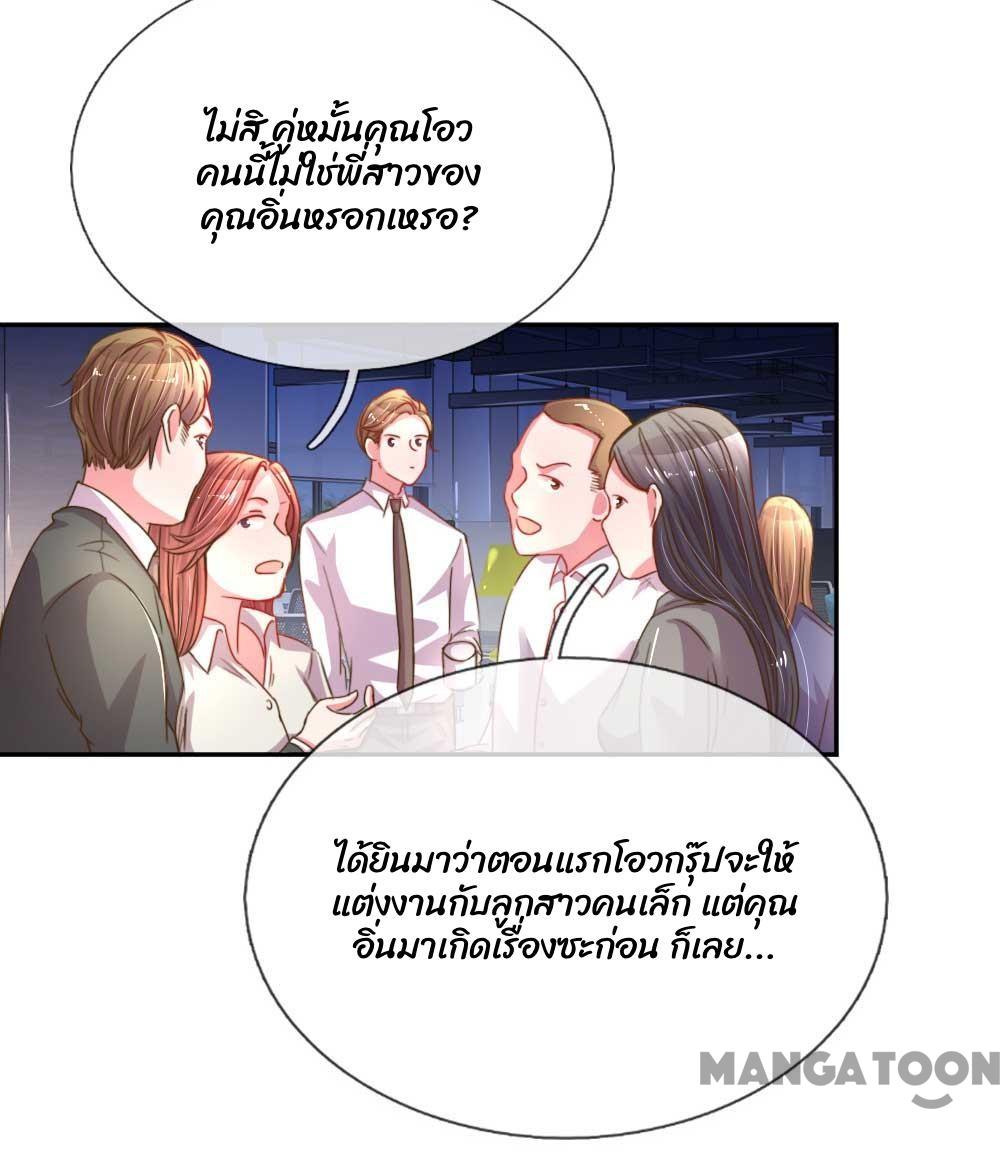 ไม่สิ คู่หมั้นคุณโอว
คนนี้ไม่ใช่พี่สาวของ
คุณอิ่นหรอกเหรอ?
ได้ยินมาว่าตอนแรกโอวกรุ๊ปจะให้
แต่งงานกับลูกสาวคนเล็ก แต่คุณ
อิ่นมาเกิดเรื่องซะก่อน ก็เลย...
MANGATOON